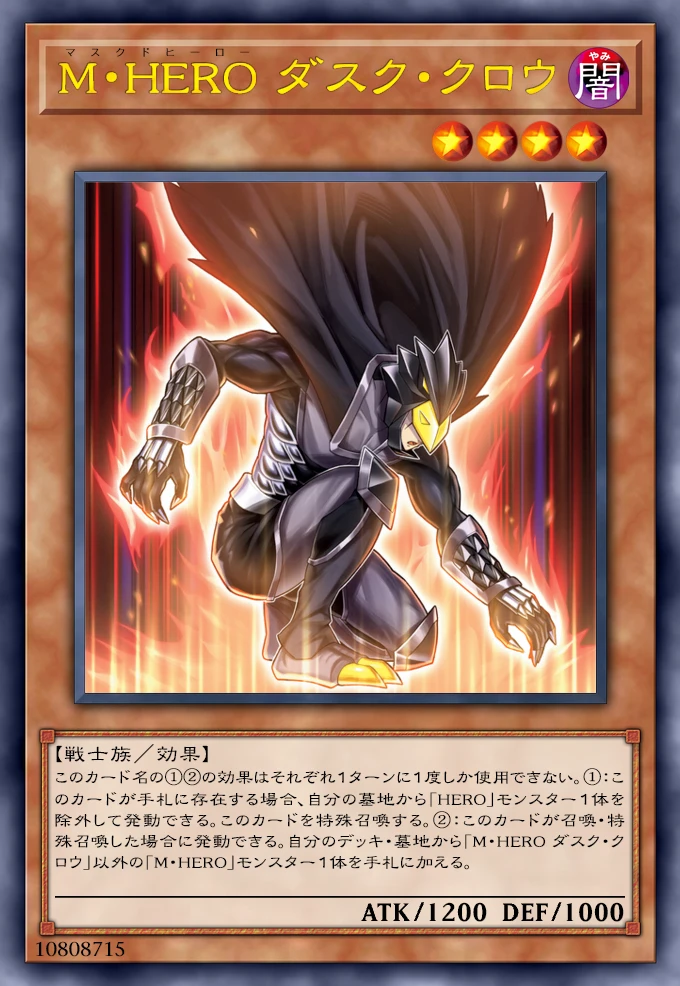 マスクドヒーロー
M・HERO ダスク・クロウ
やみ
闇
【戦士族／効果】
このカード名の①②の効果はそれぞれ1ターンに1度しか使用できない。①：こ
のカードが手札に存在する場合、自分の墓地から「HERO」モンスター1体を
除外して発動できる。このカードを特殊召喚する。②：このカードが召喚・特
殊召喚した場合に発動できる。自分のデッキ・墓地から「M・HERO ダスク・ク
ロウ」以外の「M・HERO」モンスター1体を手札に加える。
ATK/1200 DEF/1000
10808715